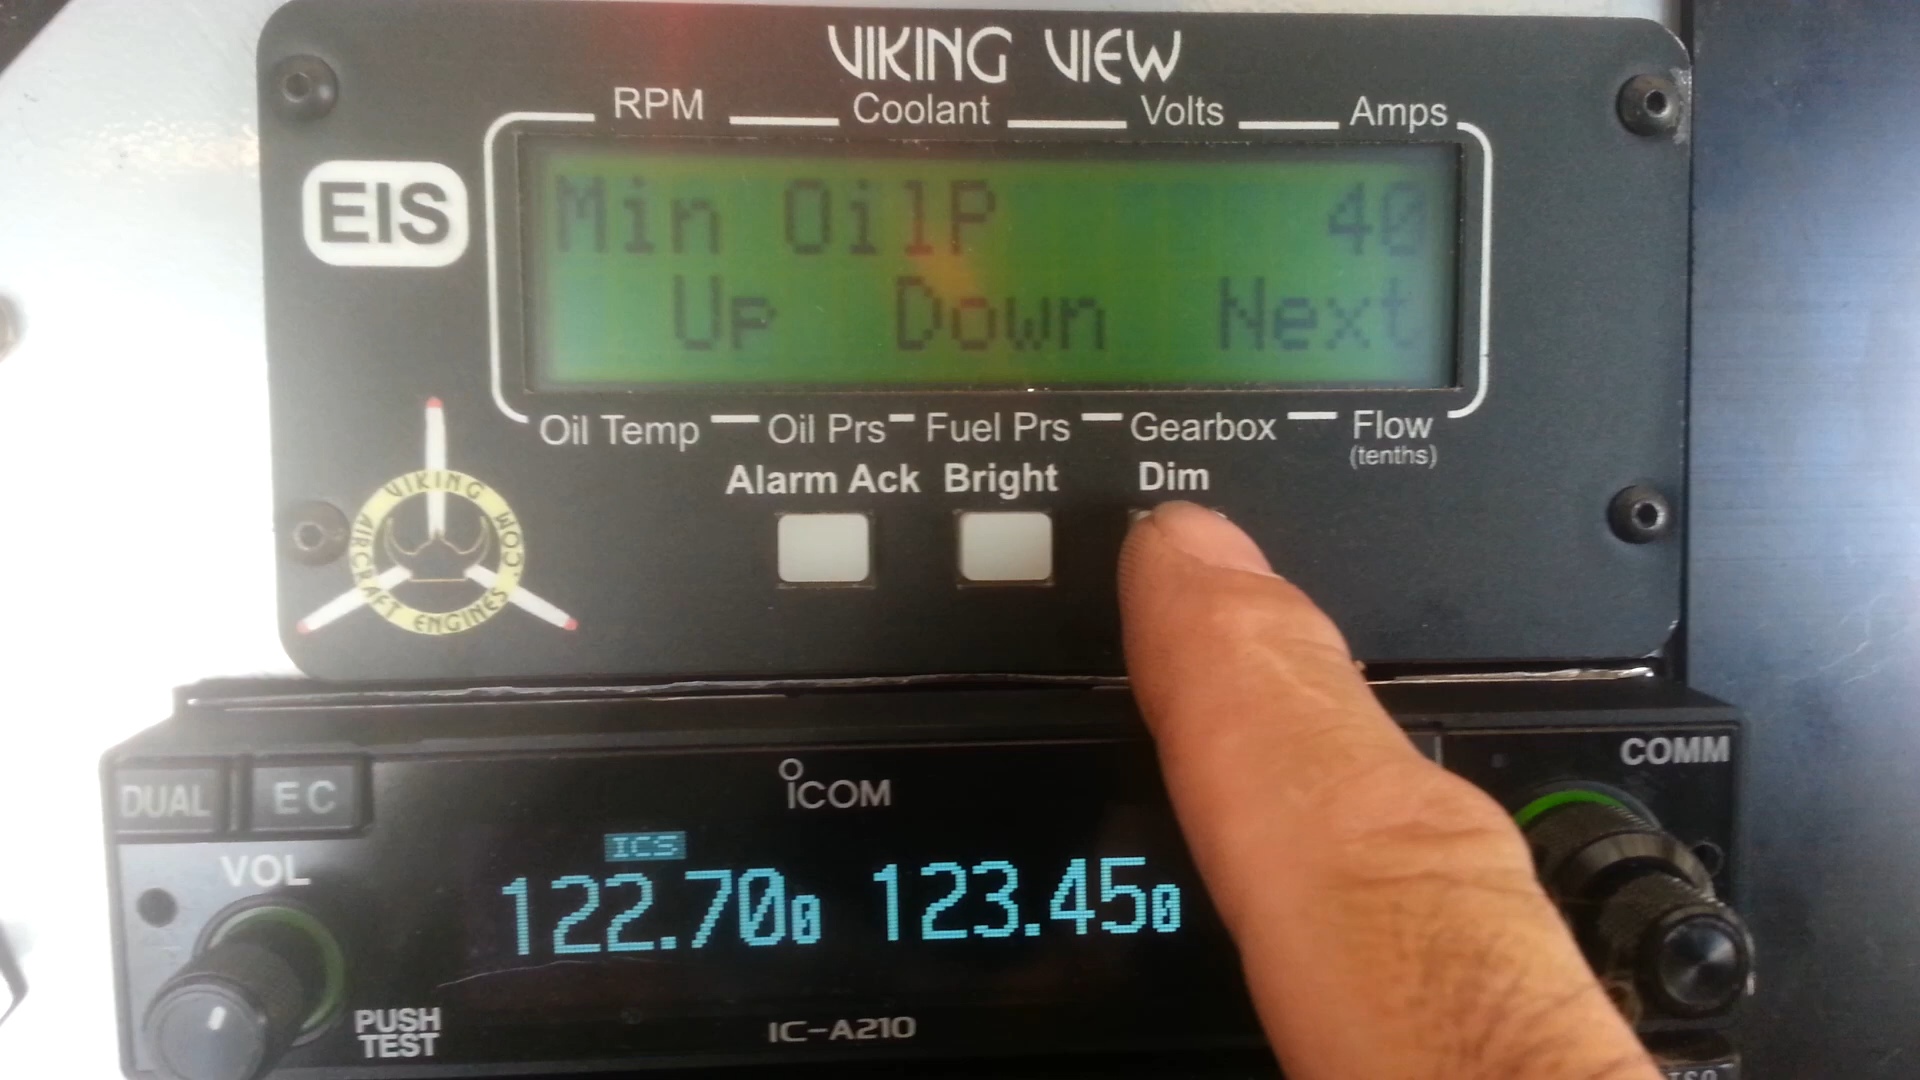 VIKING VIEW
RPM Coolant Volts Amps
EIS
Min OilP 40
Up Down Next
Oil Temp Oil Prs Fuel Prs Gearbox Flow
(tenths)
Alarm Ack Bright Dim
VIKING AIRCRAFT ENGINES.COM
DUAL EC
ICOM
COMM
VOL
ICS
122.700 123.450
PUSH
TEST
IC-A210